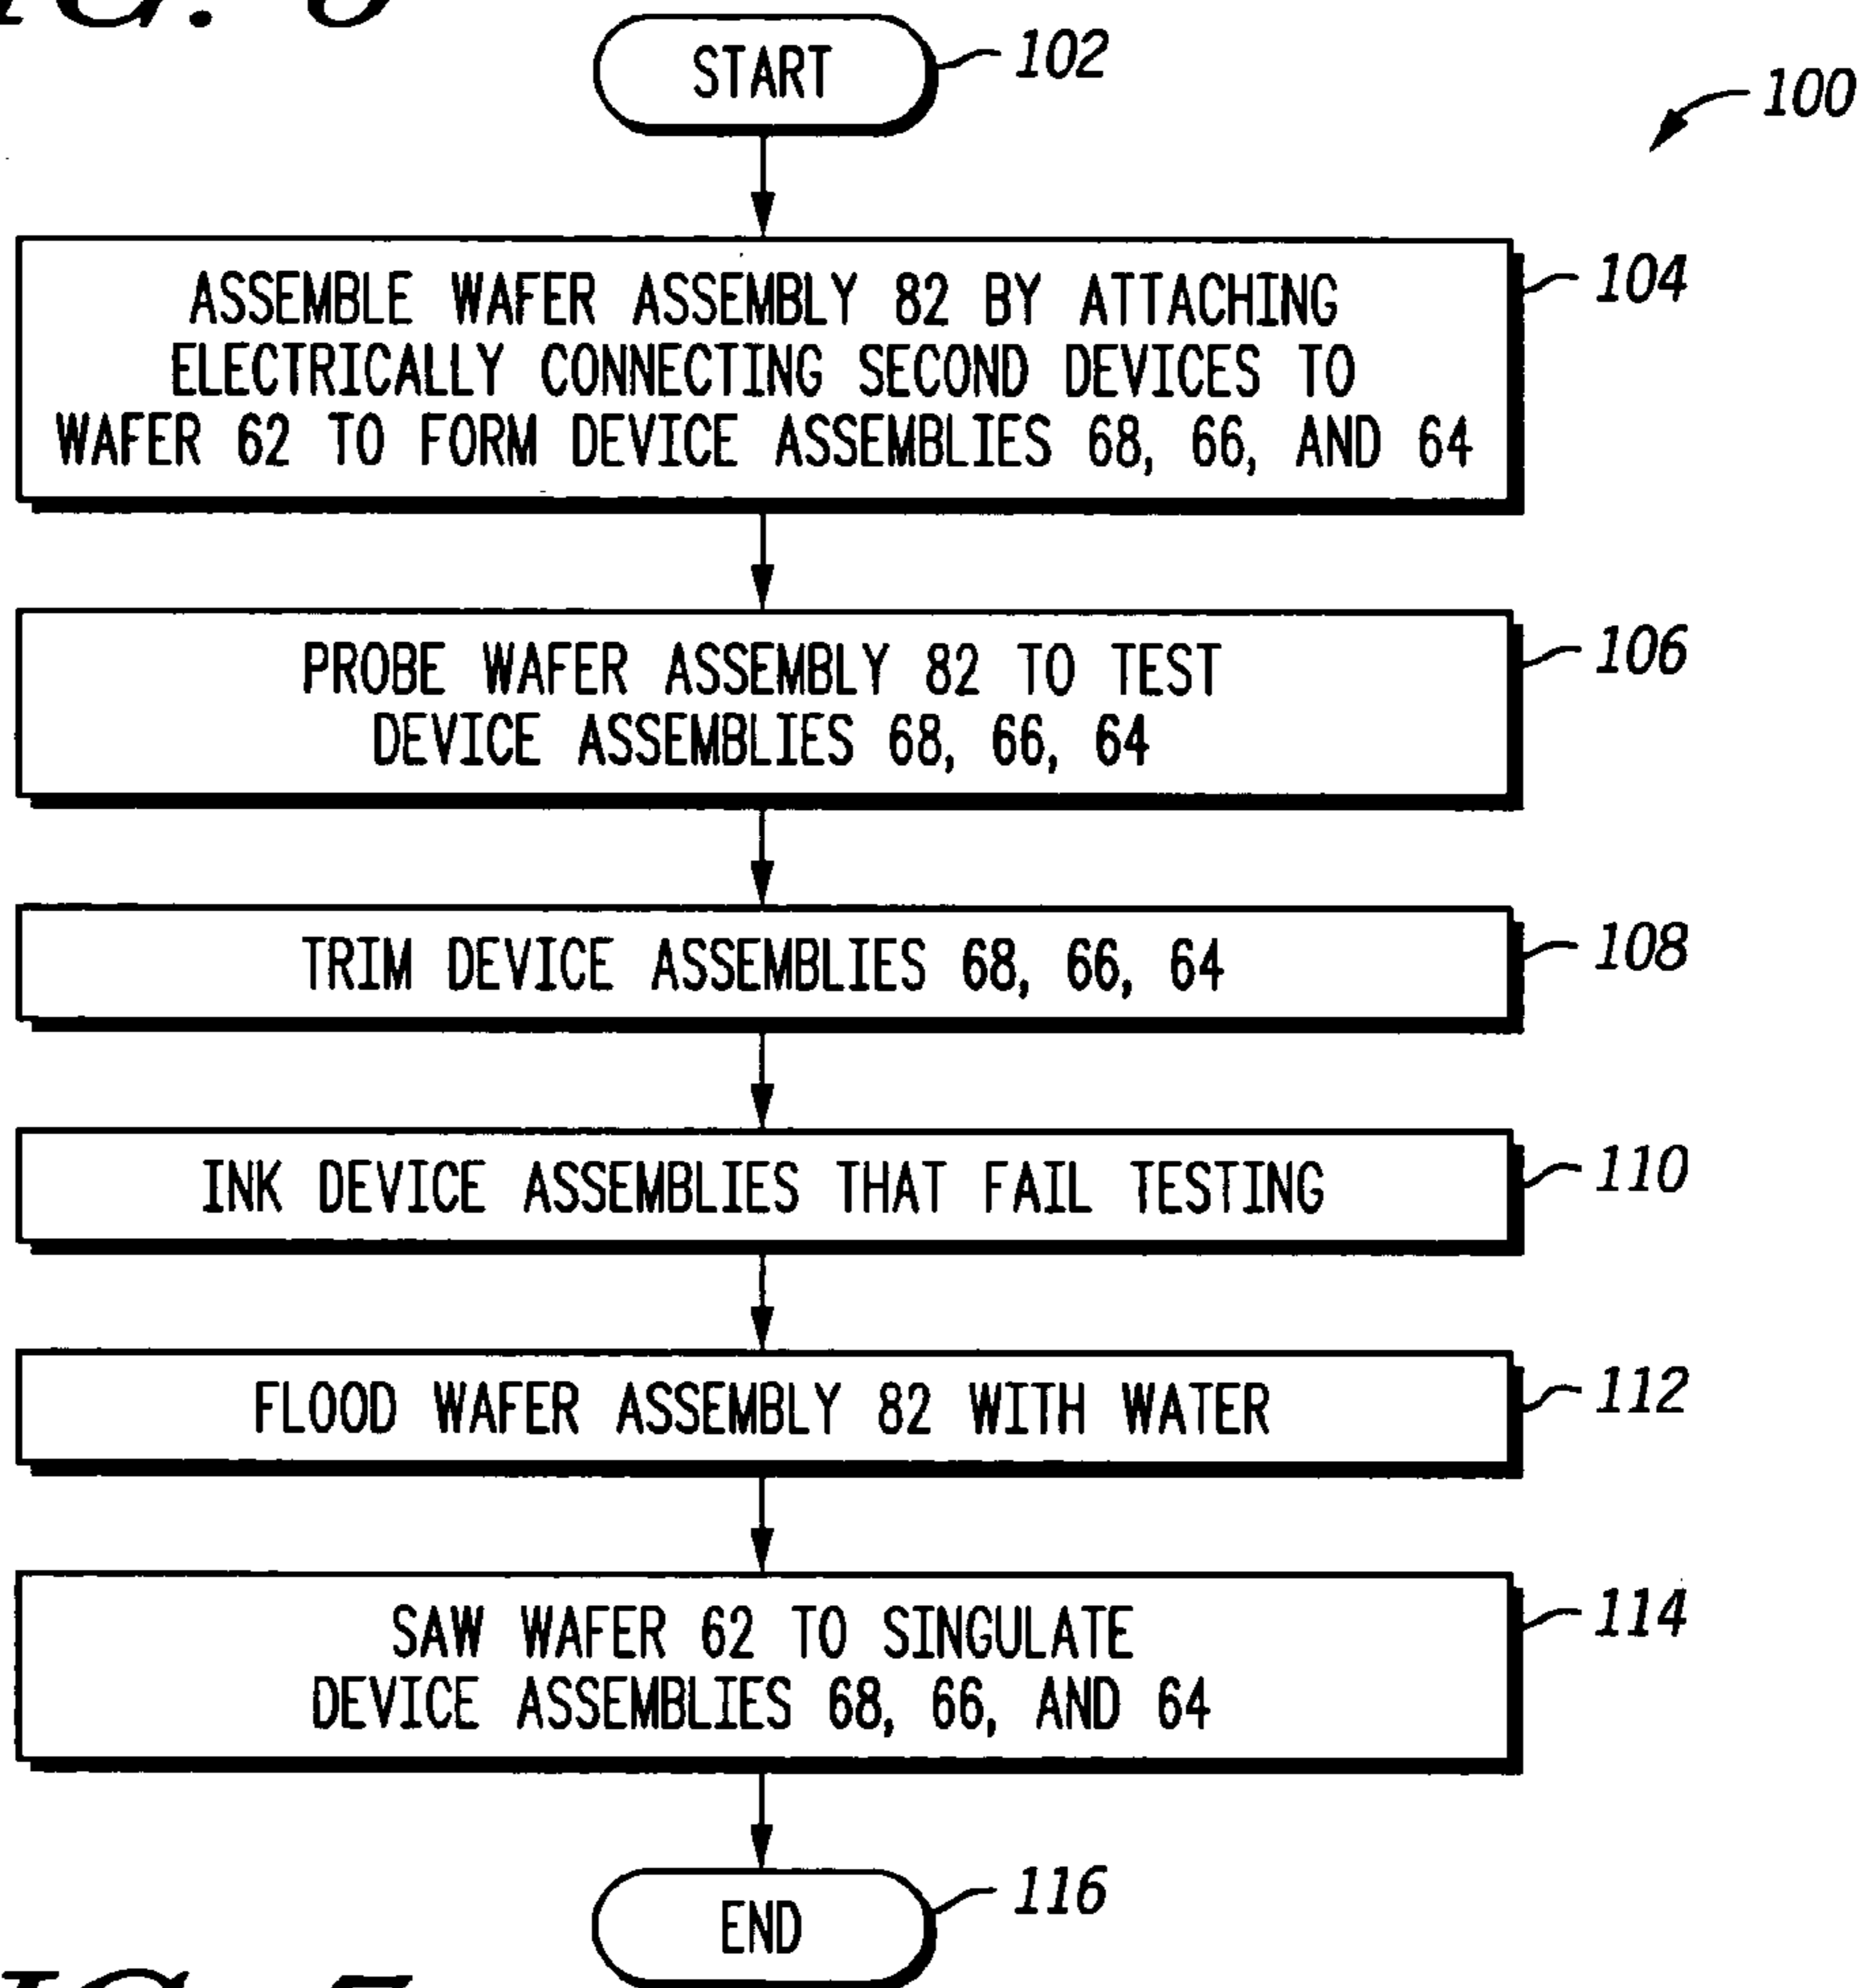 START
102
100
ASSEMBLE WAFER ASSEMBLY 82 BY ATTACHING
ELECTRICALLY CONNECTING SECOND DEVICES TO
WAFER 62 TO FORM DEVICE ASSEMBLIES 68, 66, AND 64
104
PROBE WAFER ASSEMBLY 82 TO TEST
DEVICE ASSEMBLIES 68, 66, 64
106
TRIM DEVICE ASSEMBLIES 68, 66, 64
108
INK DEVICE ASSEMBLIES THAT FAIL TESTING
110
FLOOD WAFER ASSEMBLY 82 WITH WATER
112
SAW WAFER 62 TO SINGULATE
DEVICE ASSEMBLIES 68, 66, AND 64
114
END
116